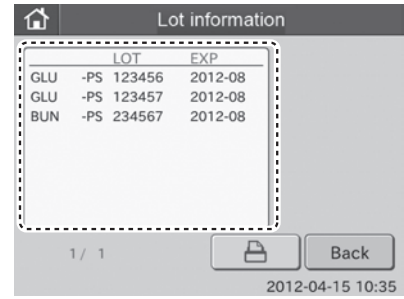 Lot information
LOT EXP
GLU -PS 123456 2012-08
GLU -PS 123457 2012-08
BUN -PS 234567 2012-08
1 / 1
Back
2012-04-15 10:35